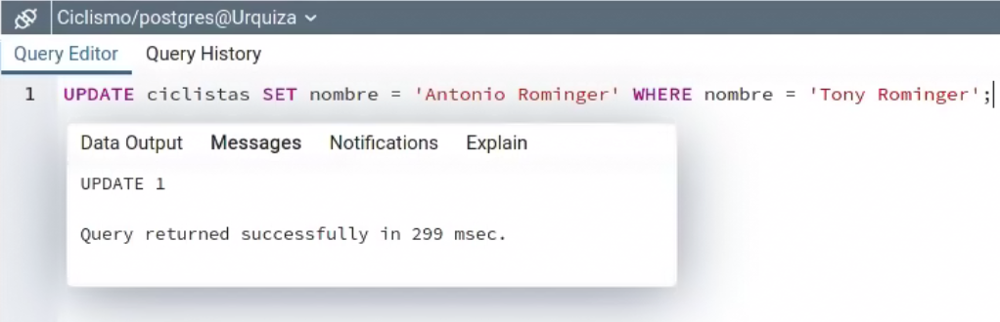 Ciclismo/postgres@Urquiza
Query Editor Query History
1 UPDATE ciclistas SET nombre = 'Antonio Rominger' WHERE nombre = 'Tony Rominger';
Data Output Messages Notifications Explain
UPDATE 1
Query returned successfully in 299 msec.